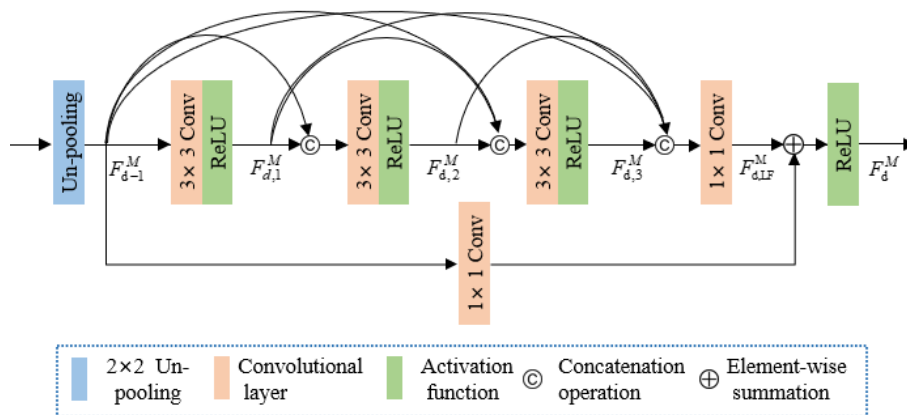 Un-pooling
F_{d-1}^{M}
3 × 3 Conv
ReLU
F_{d,1}^{M}
©
3 × 3 Conv
ReLU
F_{d,2}^{M}
©
3 × 3 Conv
ReLU
F_{d,3}^{M}
©
1 × 1 Conv
F_{d,LF}^{M}
⊕
ReLU
F_{d}^{M}
1 × 1 Conv
2×2 Un-
pooling
Convolutional
layer
Activation
function
© Concatenation
operation
⊕ Element-wise
summation